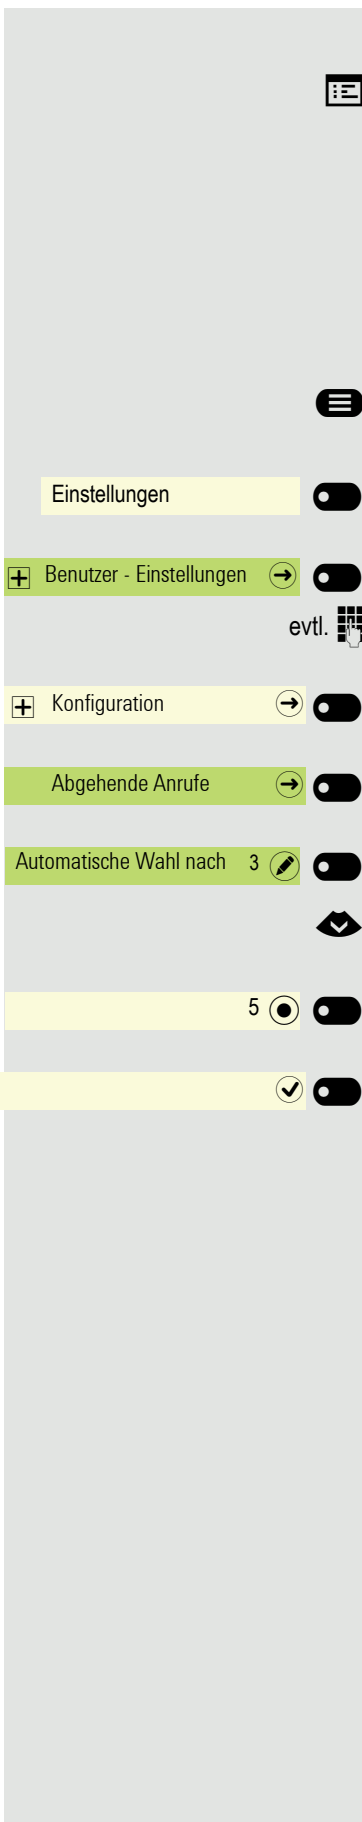 Einstellungen
Benutzer - Einstellungen
evtl.
Konfiguration
Abgehende Anrufe
Automatische Wahl nach 3
5